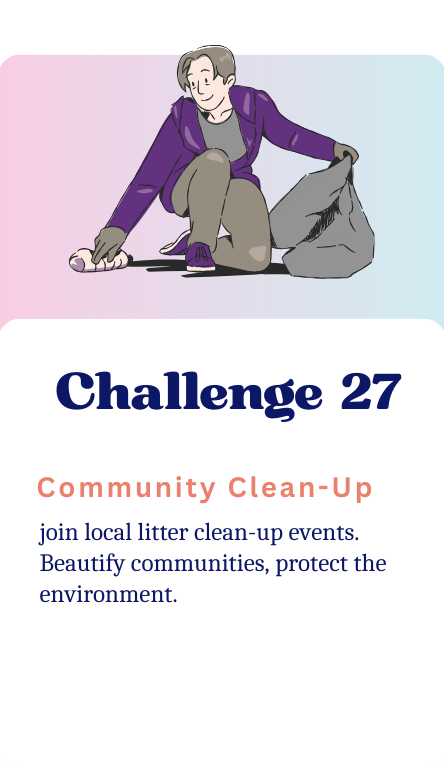 Challenge 27
Community Clean-Up
join local litter clean-up events.
Beautify communities, protect the
environment.